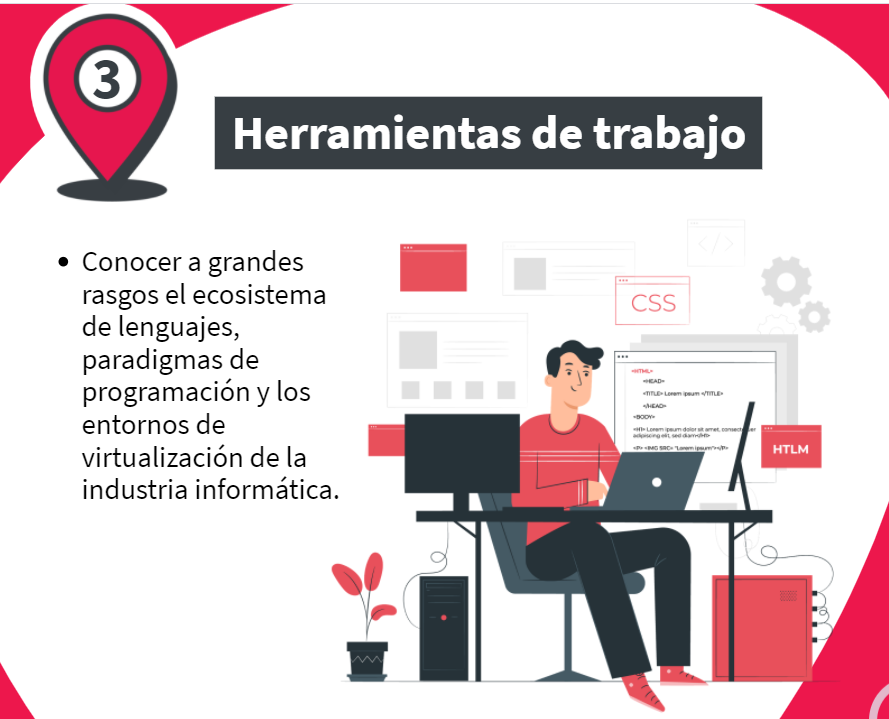 3
Herramientas de trabajo
• Conocer a grandes
rasgos el ecosistema
de lenguajes,
paradigmas de
programación y los
entornos de
virtualización de la
industria informática.
</>
CSS
<HTML>
<HEAD>
<TITLE> Lorem ipsum </TITLE>
</HEAD>
<BODY>
<H1> Lorem ipsum dolor sit amet, consectetuer
adipiscing elit, sed diam</H1>
<P> <IMG SRC= "Lorem ipsum"></P>
HTLM